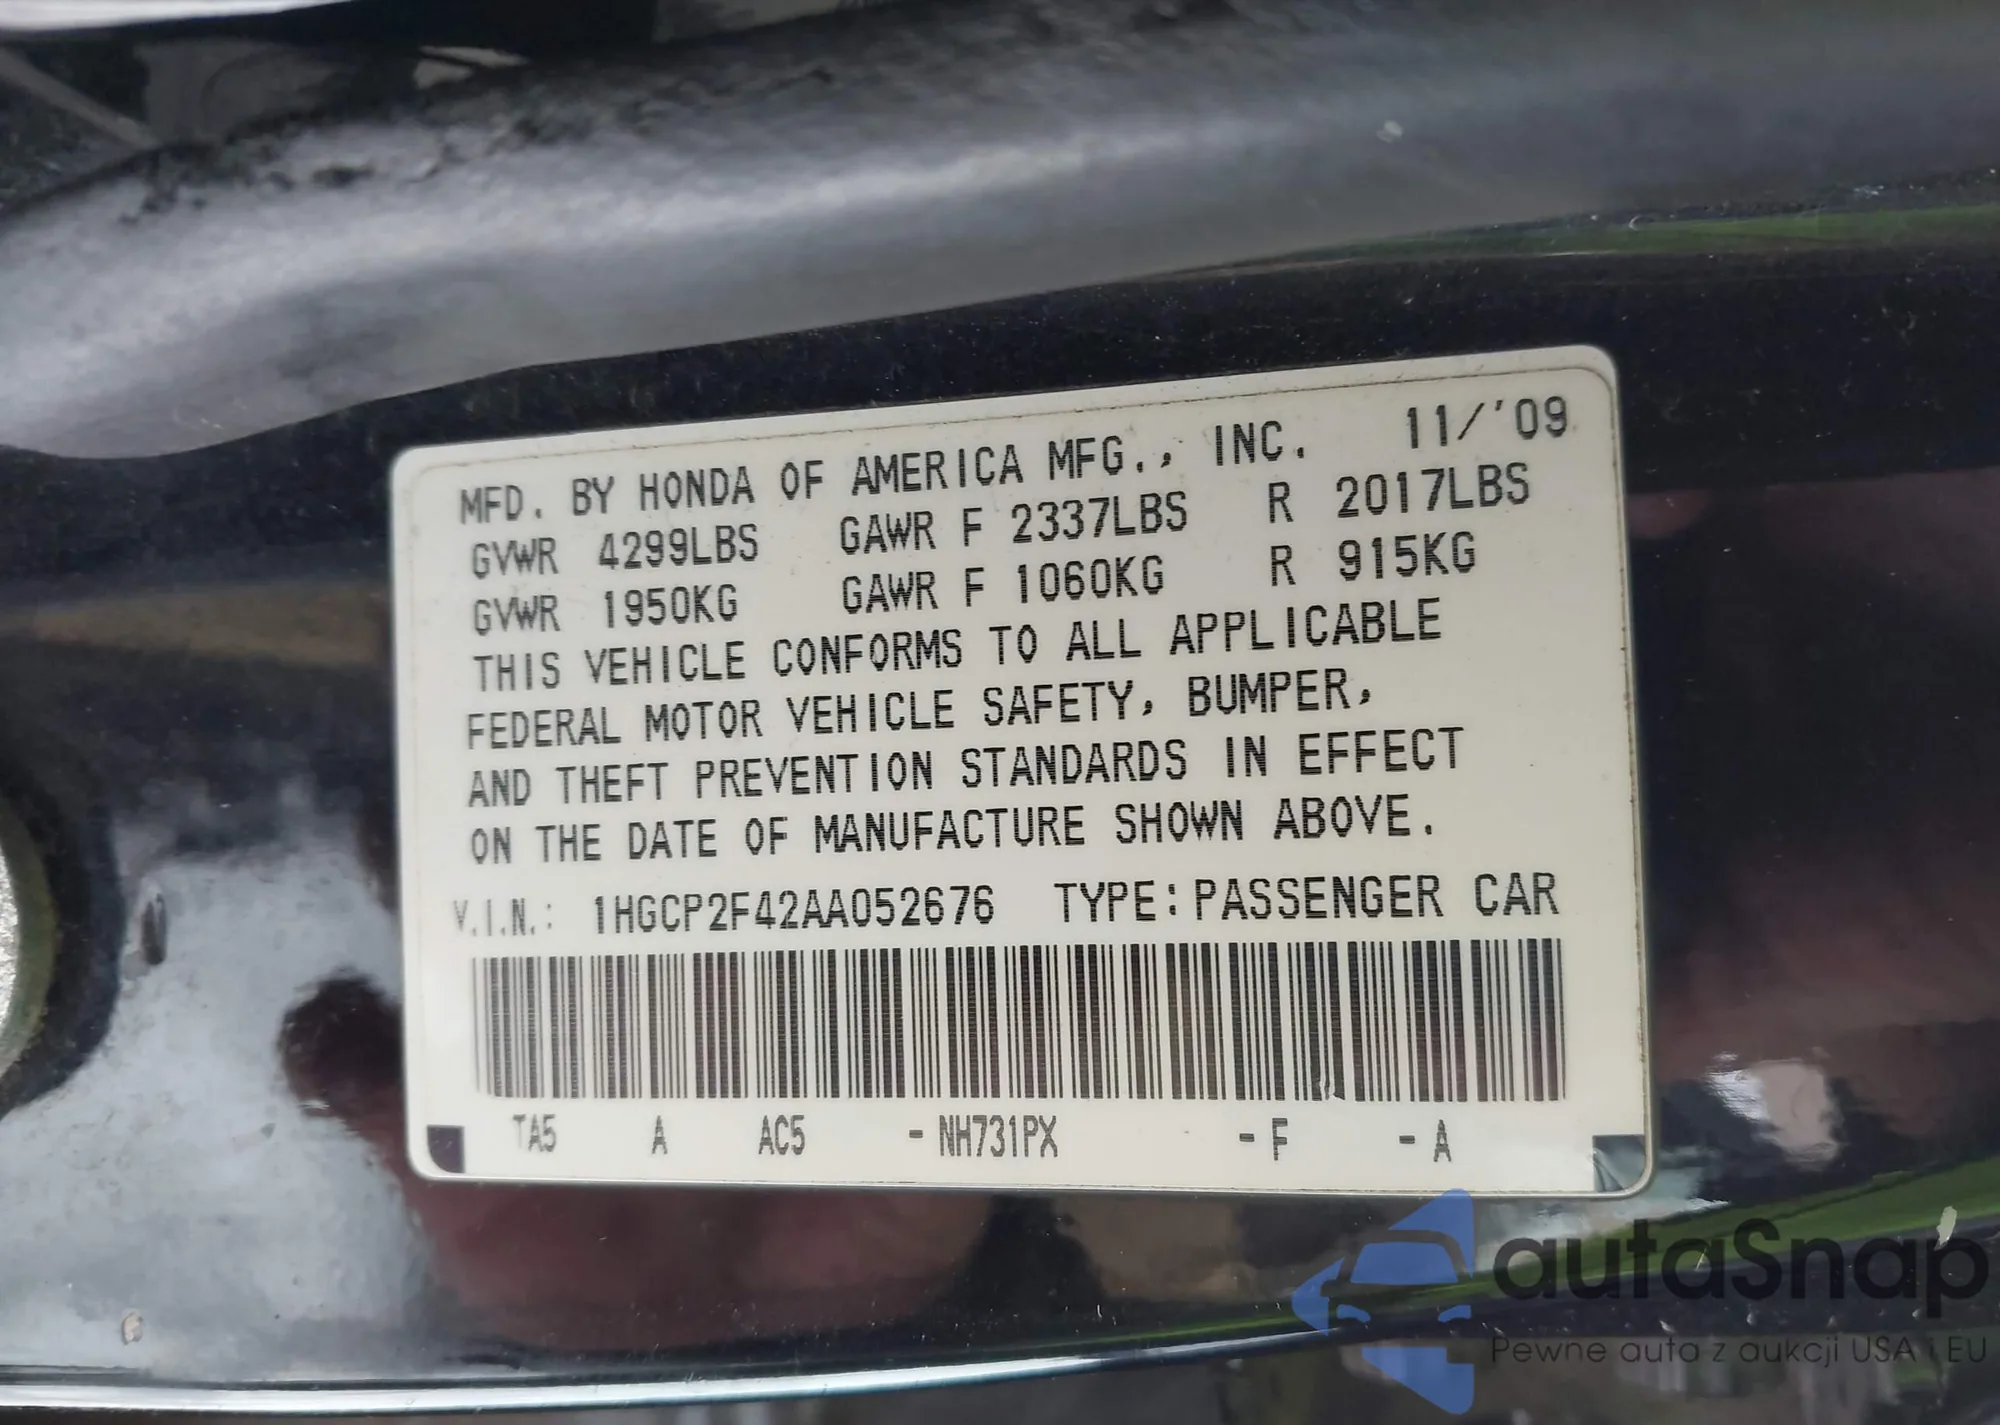 MFD. BY HONDA OF AMERICA MFG., INC. 11/'09
GVWR 4299LBS GAWR F 2337LBS R 2017LBS
GVWR 1950KG GAWR F 1060KG R 915KG
THIS VEHICLE CONFORMS TO ALL APPLICABLE
FEDERAL MOTOR VEHICLE SAFETY, BUMPER,
AND THEFT PREVENTION STANDARDS IN EFFECT
ON THE DATE OF MANUFACTURE SHOWN ABOVE.
V.I.N.: 1HGCP2F42AA052676 TYPE:PASSENGER CAR
TA5 A AC5 -NH731PX -F -A
autaSnap
Pewne auta z aukcji USA i EU